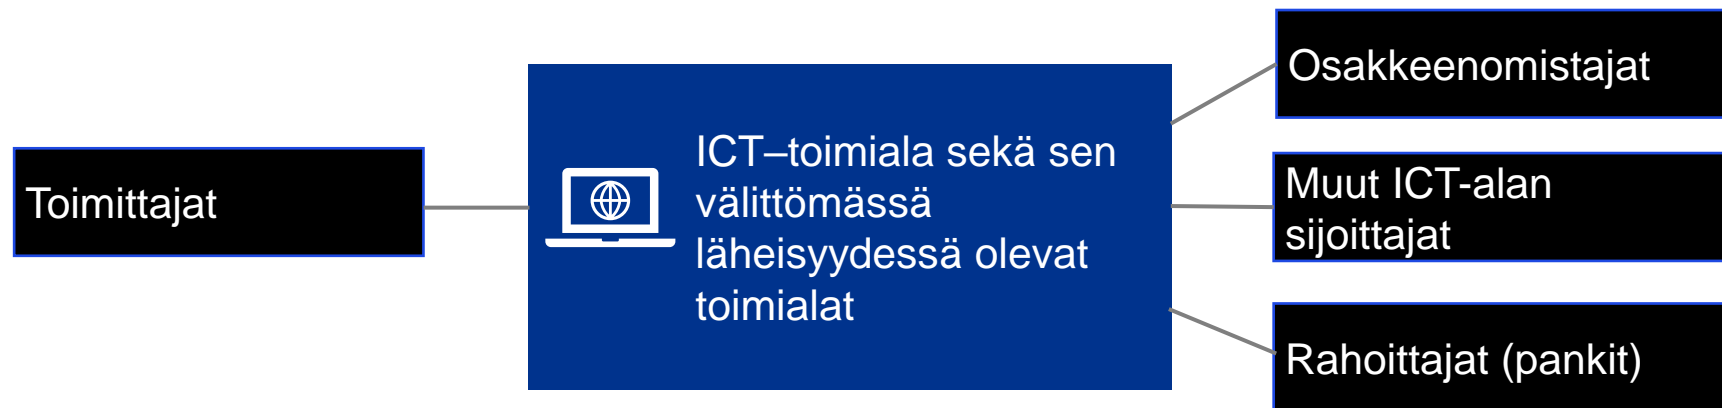 Toimittajat
ICT–toimiala sekä sen
välittömässä
läheisyydessä olevat
toimialat
Osakkeenomistajat
Muut ICT-alan
sijoittajat
Rahoittajat (pankit)